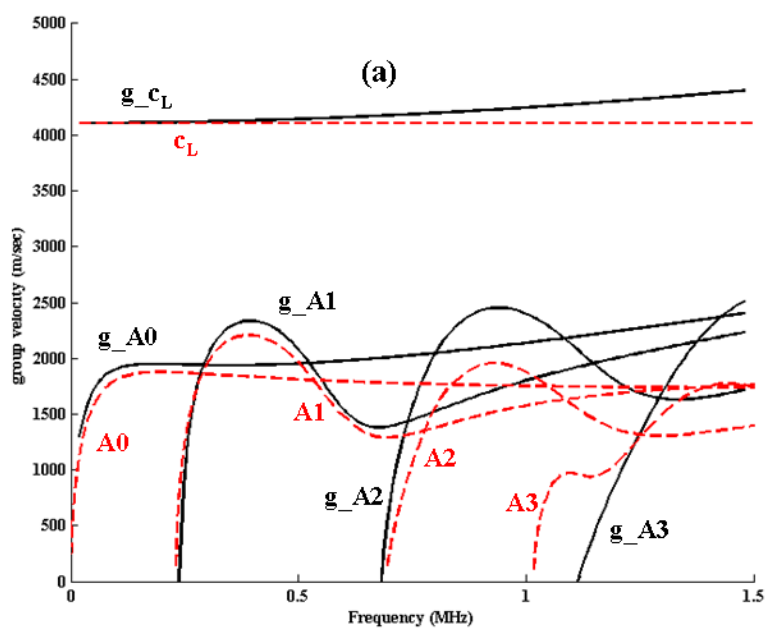 5000
(a)
4500
g_cL
4000
cL
3500
3000
group velocity (m/sec)
2500
g_A1
g_A0
2000
1500
A1
A0
A2
1000
g_A2
A3
500
g_A3
0
0
0.5
1
1.5
Frequency (MHz)